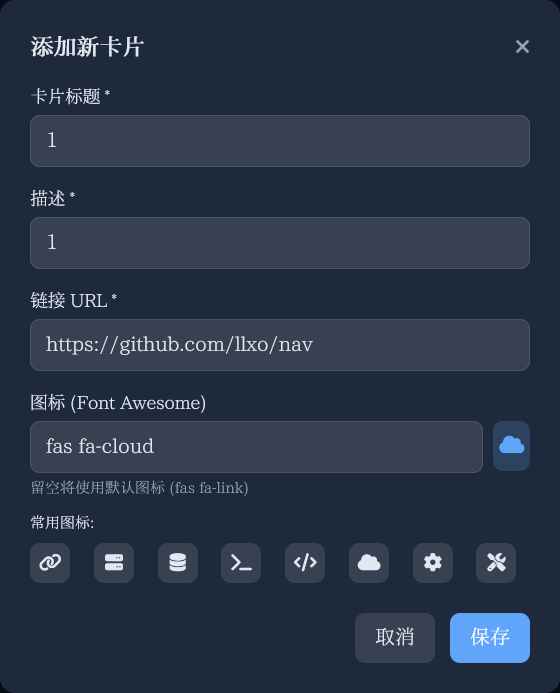 添加新卡片
卡片标题 *
1
描述 *
1
链接 URL *
https://github.com/llxo/nav
图标 (Font Awesome)
fas fa-cloud
留空将使用默认图标 (fas fa-link)
常用图标:
取消 保存